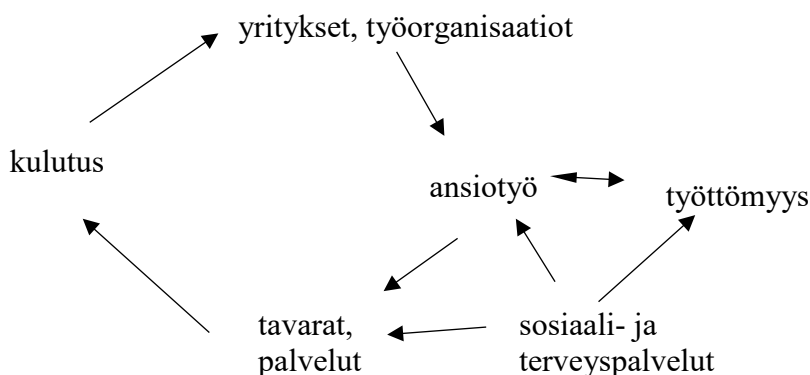 yritykset, työorganisaatiot
kulutus
ansiotyö
työttömyys
tavarat,
palvelut
sosiaali- ja
terveyspalvelut